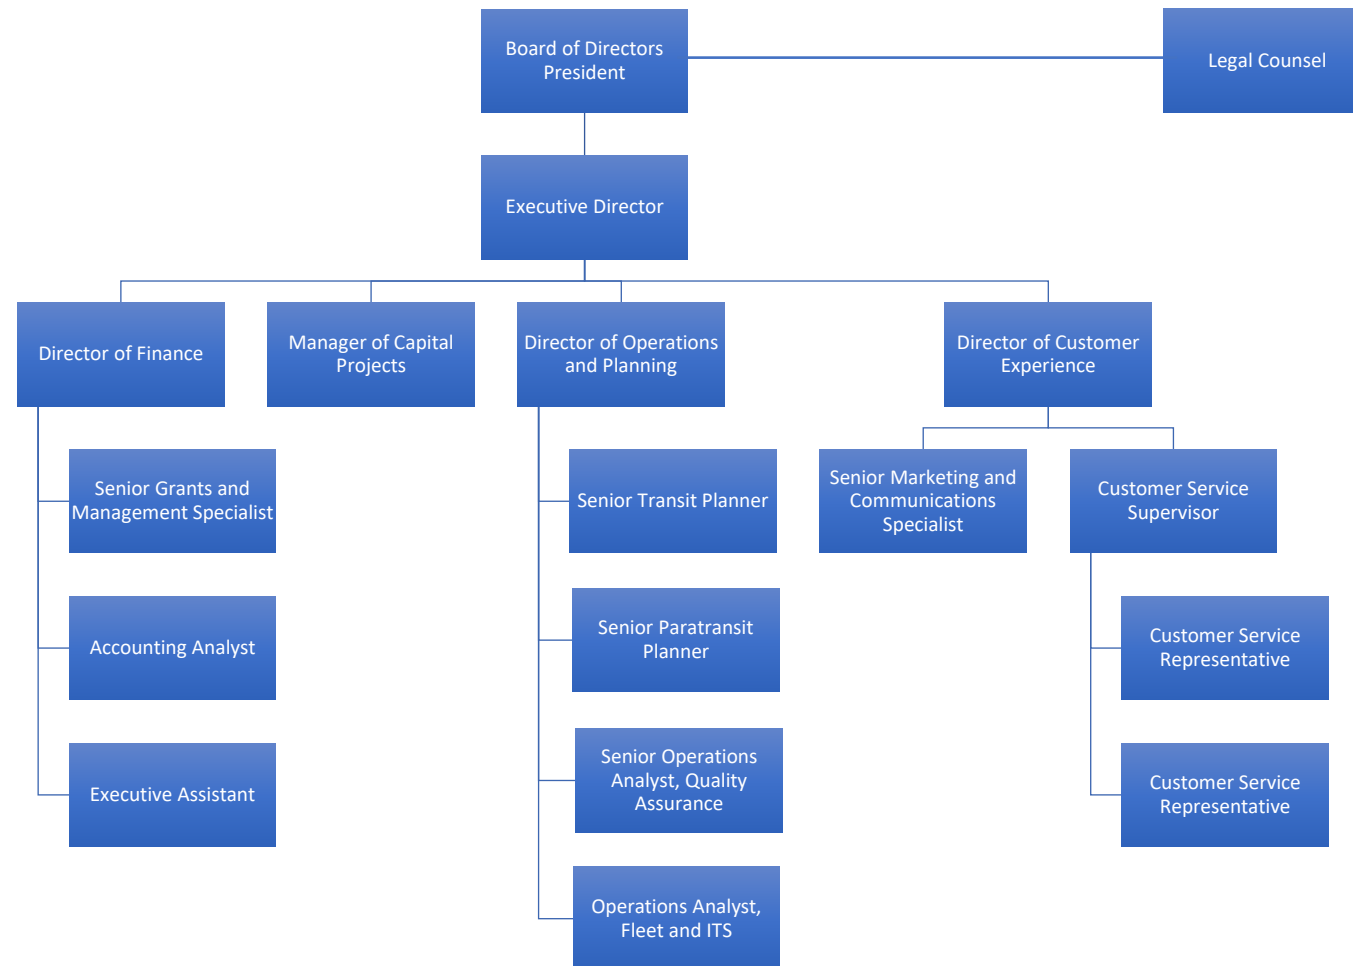 Board of Directors
President
Legal Counsel
Executive Director
Director of Finance
Manager of Capital
Projects
Director of Operations
and Planning
Director of Customer
Experience
Senior Grants and
Management Specialist
Senior Transit Planner
Senior Marketing and
Communications
Specialist
Customer Service
Supervisor
Accounting Analyst
Senior Paratransit
Planner
Customer Service
Representative
Executive Assistant
Senior Operations
Analyst, Quality
Assurance
Customer Service
Representative
Operations Analyst,
Fleet and ITS